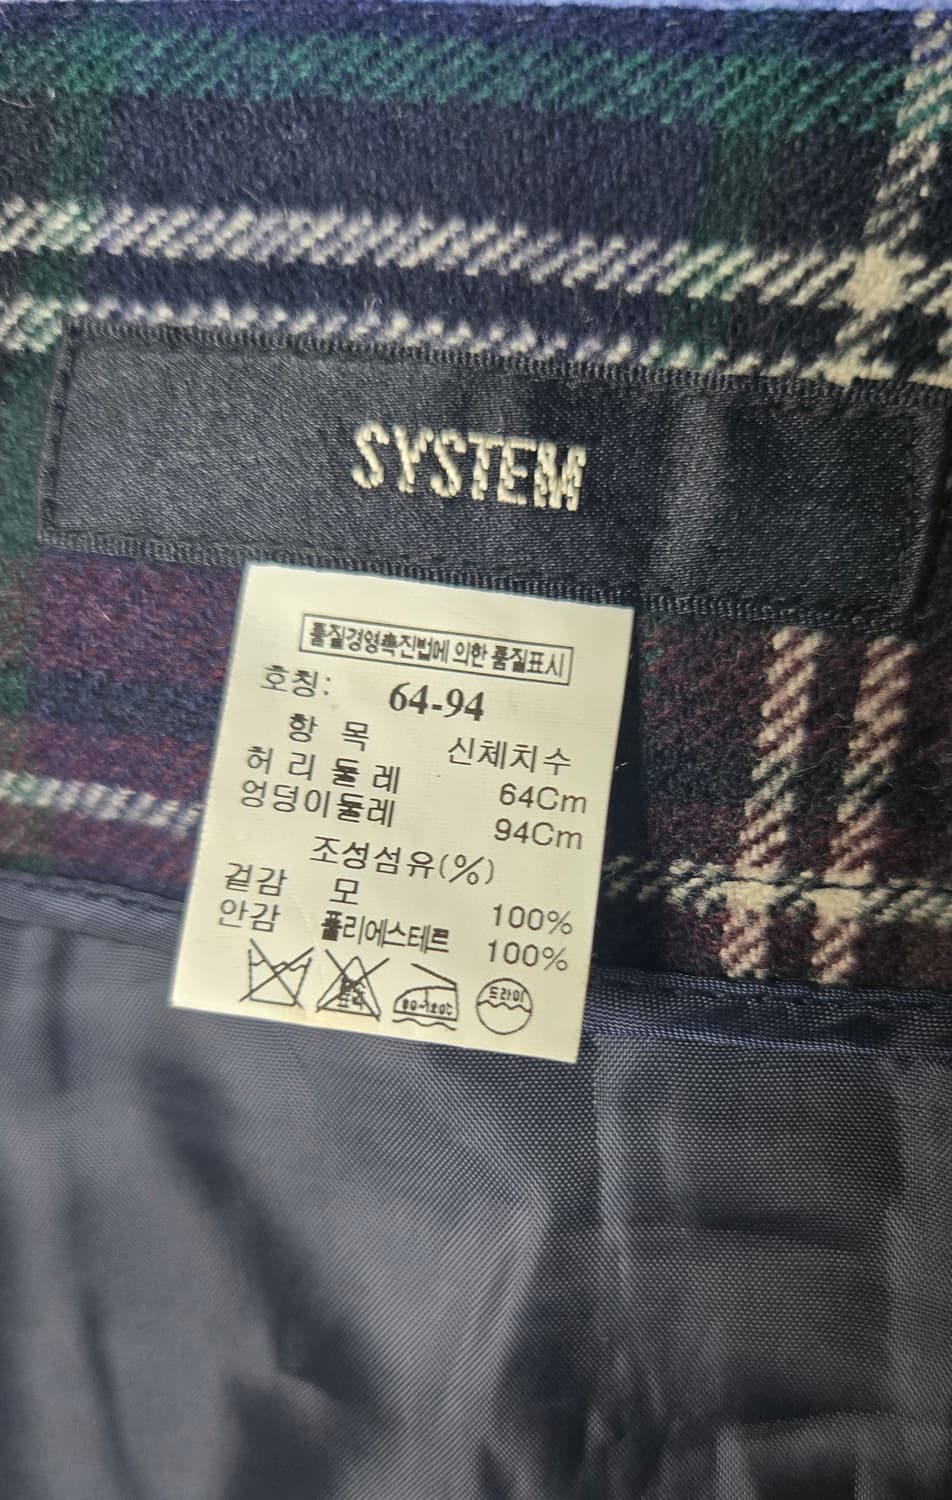 SYSTEM
품질경영촉진법에 의한 품질표시
호칭: 64-94
항 목 신체치수
허리둘레 64Cm
엉덩이둘레 94Cm
조성섬유(%)
겉감 모 100%
안감 폴리에스테르 100%
80~120℃ 드라이